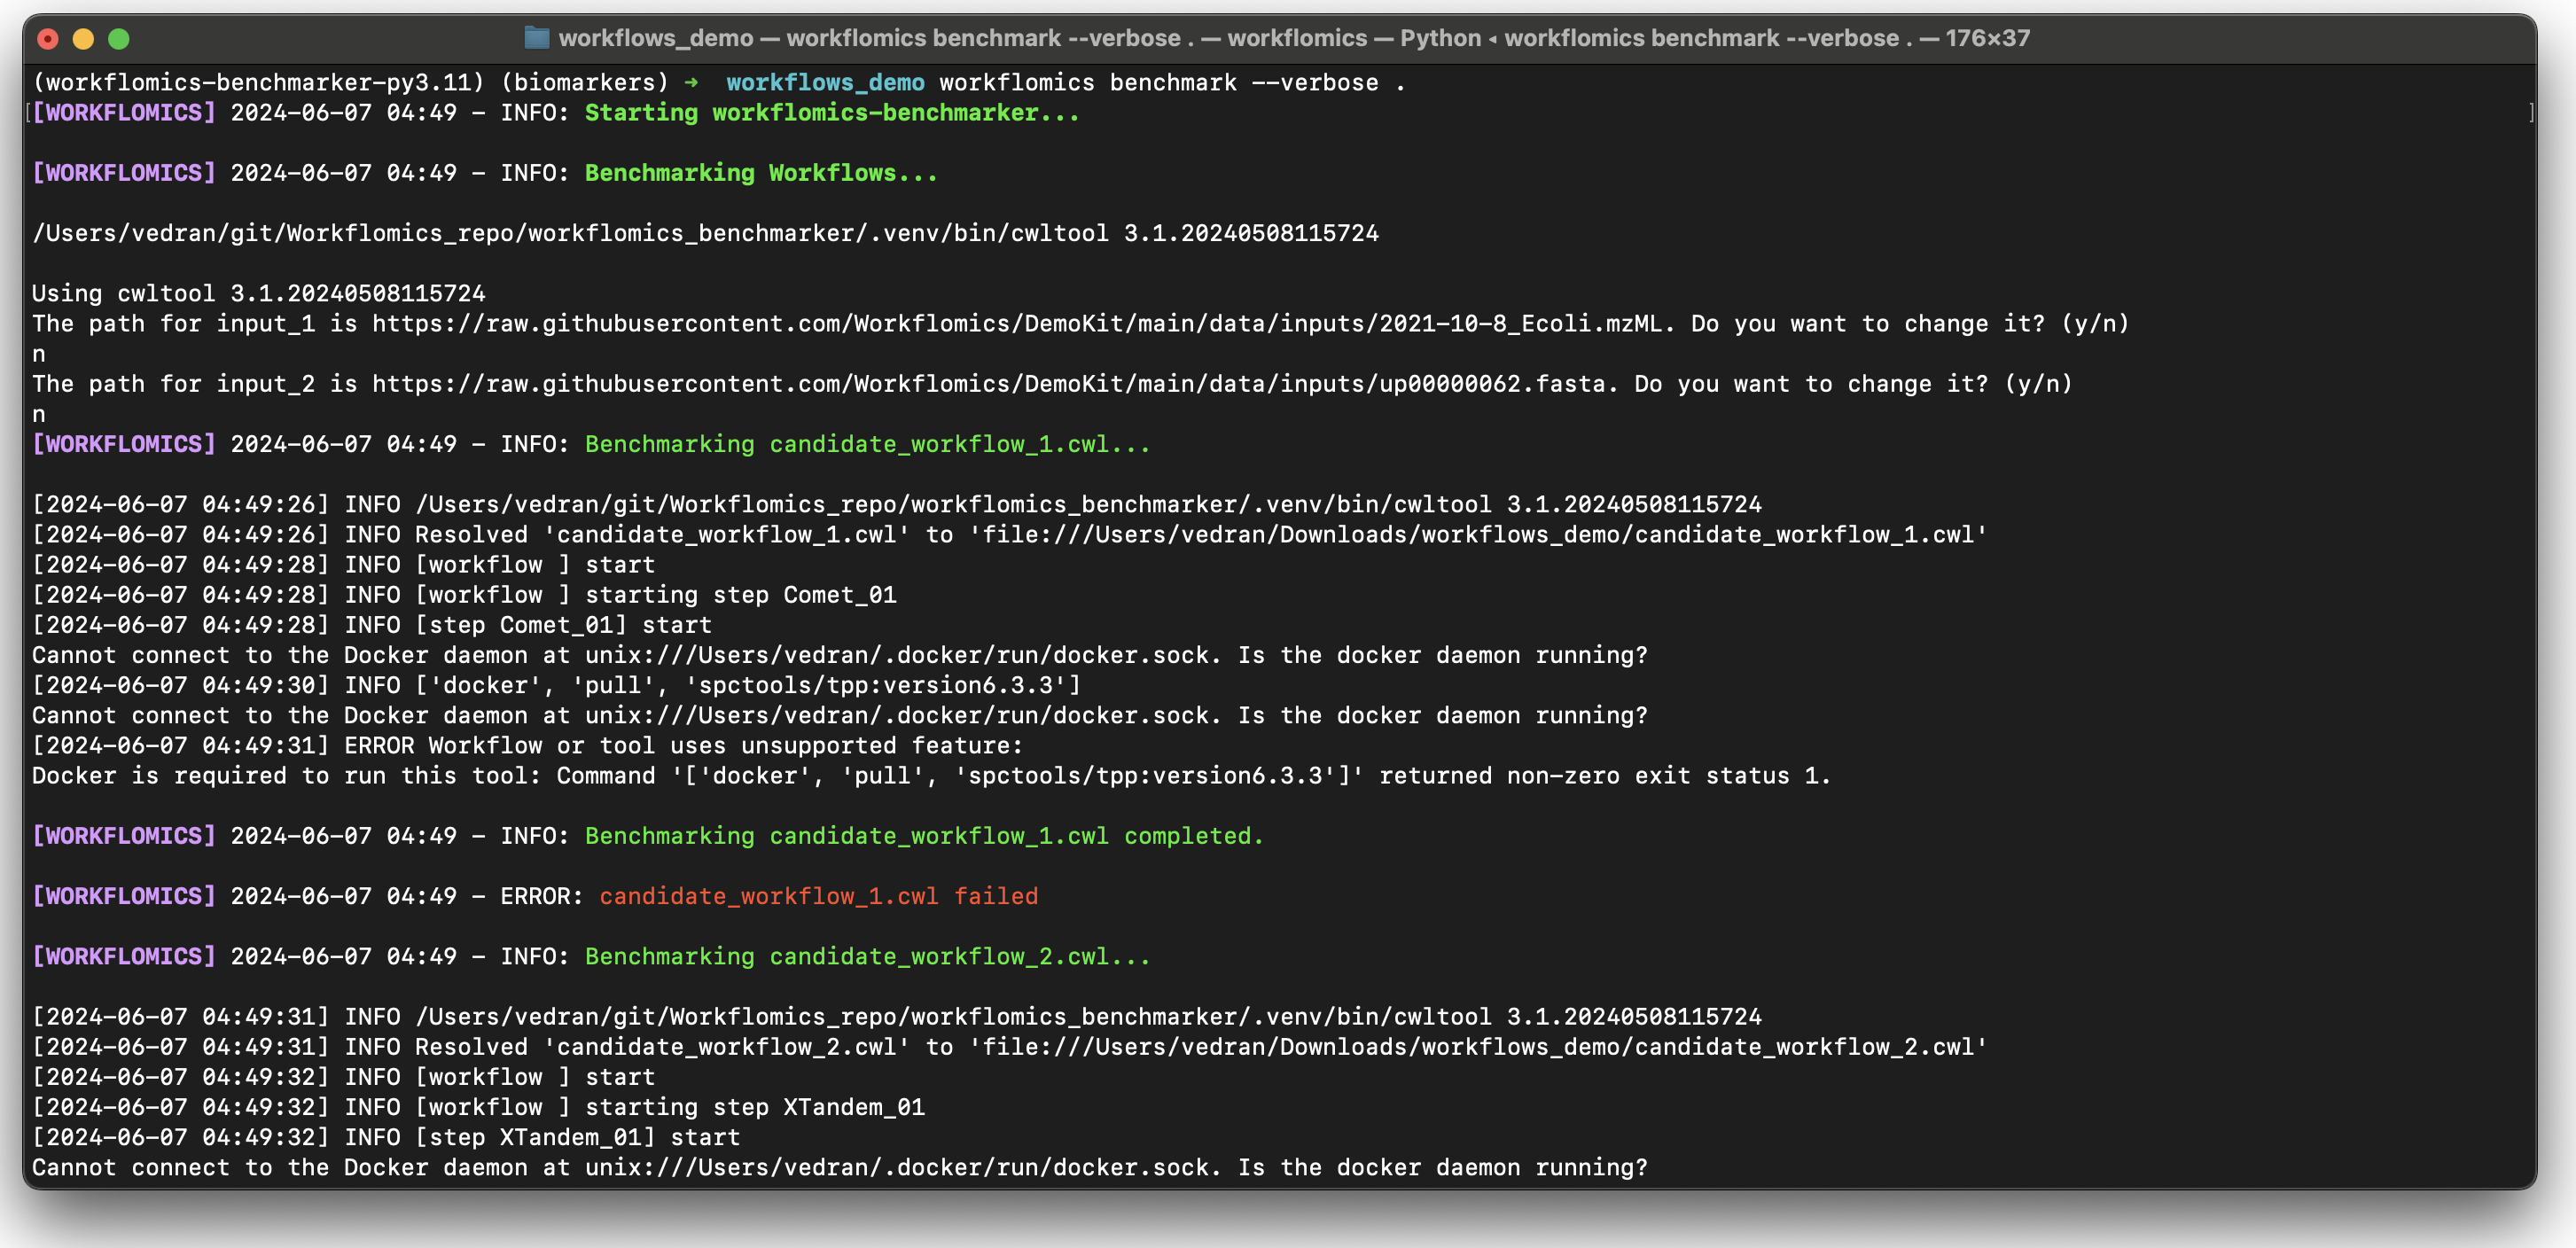 workflows_demo — workflomics benchmark --verbose . — workflomics — Python ◂ workflomics benchmark --verbose . — 176×37
(workflomics-benchmarker-py3.11) (biomarkers) ➜  workflows_demo workflomics benchmark --verbose .
[[WORKFLOMICS] 2024-06-07 04:49 - INFO: Starting workflomics-benchmarker... ]
[WORKFLOMICS] 2024-06-07 04:49 - INFO: Benchmarking Workflows...
/Users/vedran/git/Workflomics_repo/workflomics_benchmarker/.venv/bin/cwltool 3.1.20240508115724
Using cwltool 3.1.20240508115724
The path for input_1 is https://raw.githubusercontent.com/Workflomics/DemoKit/main/data/inputs/2021-10-8_Ecoli.mzML. Do you want to change it? (y/n)
n
The path for input_2 is https://raw.githubusercontent.com/Workflomics/DemoKit/main/data/inputs/up00000062.fasta. Do you want to change it? (y/n)
n
[WORKFLOMICS] 2024-06-07 04:49 - INFO: Benchmarking candidate_workflow_1.cwl...
[2024-06-07 04:49:26] INFO /Users/vedran/git/Workflomics_repo/workflomics_benchmarker/.venv/bin/cwltool 3.1.20240508115724
[2024-06-07 04:49:26] INFO Resolved 'candidate_workflow_1.cwl' to 'file:///Users/vedran/Downloads/workflows_demo/candidate_workflow_1.cwl'
[2024-06-07 04:49:28] INFO [workflow ] start
[2024-06-07 04:49:28] INFO [workflow ] starting step Comet_01
[2024-06-07 04:49:28] INFO [step Comet_01] start
Cannot connect to the Docker daemon at unix:///Users/vedran/.docker/run/docker.sock. Is the docker daemon running?
[2024-06-07 04:49:30] INFO ['docker', 'pull', 'spctools/tpp:version6.3.3']
Cannot connect to the Docker daemon at unix:///Users/vedran/.docker/run/docker.sock. Is the docker daemon running?
[2024-06-07 04:49:31] ERROR Workflow or tool uses unsupported feature:
Docker is required to run this tool: Command '['docker', 'pull', 'spctools/tpp:version6.3.3']' returned non-zero exit status 1.
[WORKFLOMICS] 2024-06-07 04:49 - INFO: Benchmarking candidate_workflow_1.cwl completed.
[WORKFLOMICS] 2024-06-07 04:49 - ERROR: candidate_workflow_1.cwl failed
[WORKFLOMICS] 2024-06-07 04:49 - INFO: Benchmarking candidate_workflow_2.cwl...
[2024-06-07 04:49:31] INFO /Users/vedran/git/Workflomics_repo/workflomics_benchmarker/.venv/bin/cwltool 3.1.20240508115724
[2024-06-07 04:49:31] INFO Resolved 'candidate_workflow_2.cwl' to 'file:///Users/vedran/Downloads/workflows_demo/candidate_workflow_2.cwl'
[2024-06-07 04:49:32] INFO [workflow ] start
[2024-06-07 04:49:32] INFO [workflow ] starting step XTandem_01
[2024-06-07 04:49:32] INFO [step XTandem_01] start
Cannot connect to the Docker daemon at unix:///Users/vedran/.docker/run/docker.sock. Is the docker daemon running?